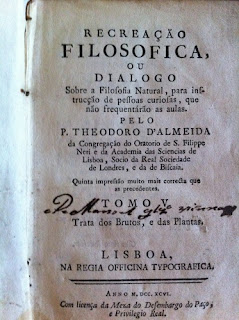 RECREAÇÃO
FILOSOFICA,
OU
DIALOGO
Sobre a Filosofia Natural, para ins-
trucção de pessoas curiosas, que
não frequentárão as aulas.
PELO
P. THEODORO D'ALMEIDA
da Congregação do Oratorio de S. Filippe
Neri e da Academia das Sciencias de
Lisboa, Socio da Real Sociedade
de Londres, e da de Biscaia.
Quinta impressão muito mais correcta que
as precedentes.
TOMO V.
Trata dos Brutos, e das Plantas.
LISBOA,
NA REGIA OFFICINA TYPOGRAFICA.
ANNO M. DCC. XCVI.
Com licença da Meza do Desembargo do Paço,
e Privilegio Real.